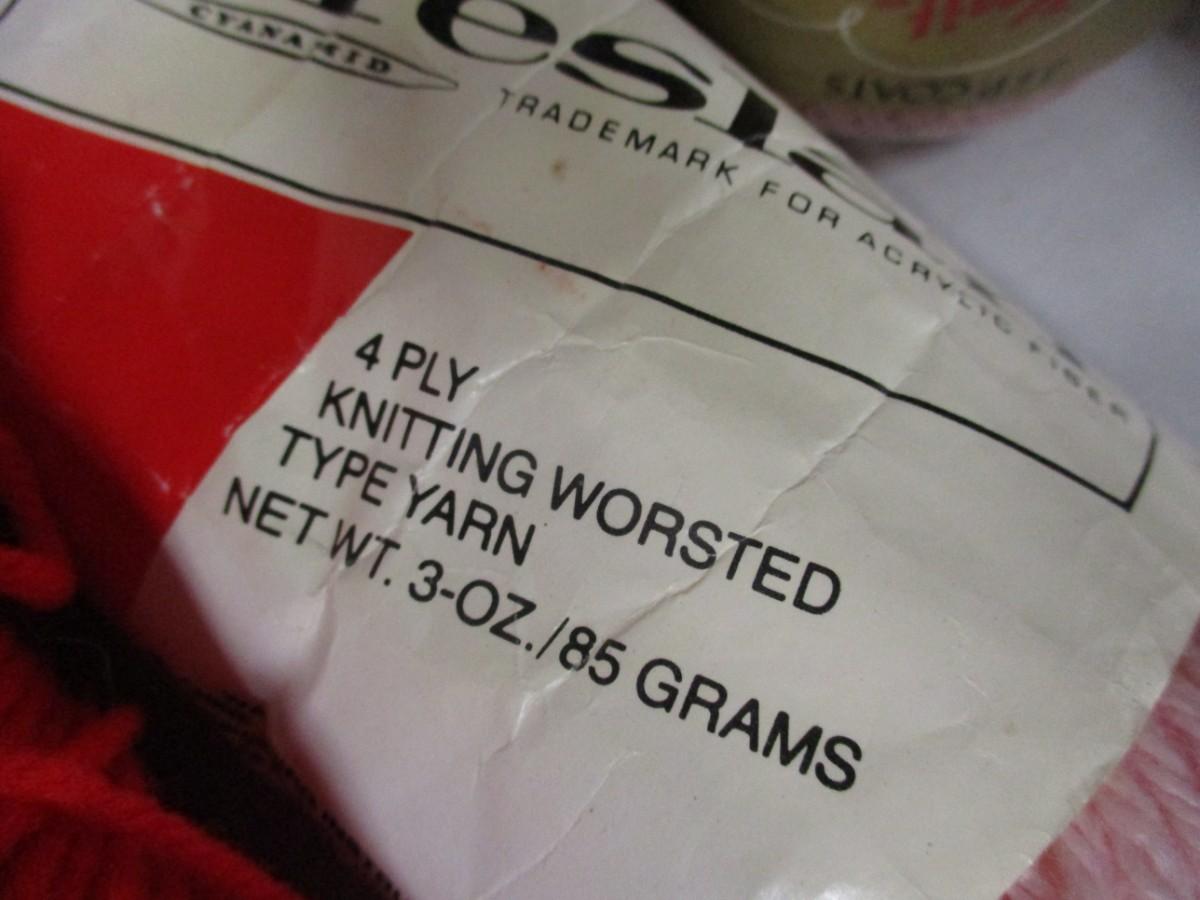 CYANAMID
TRADEMARK FOR ACRYLIC FIBER
4 PLY
KNITTING WORSTED
TYPE YARN
NET WT. 3-OZ./85 GRAMS